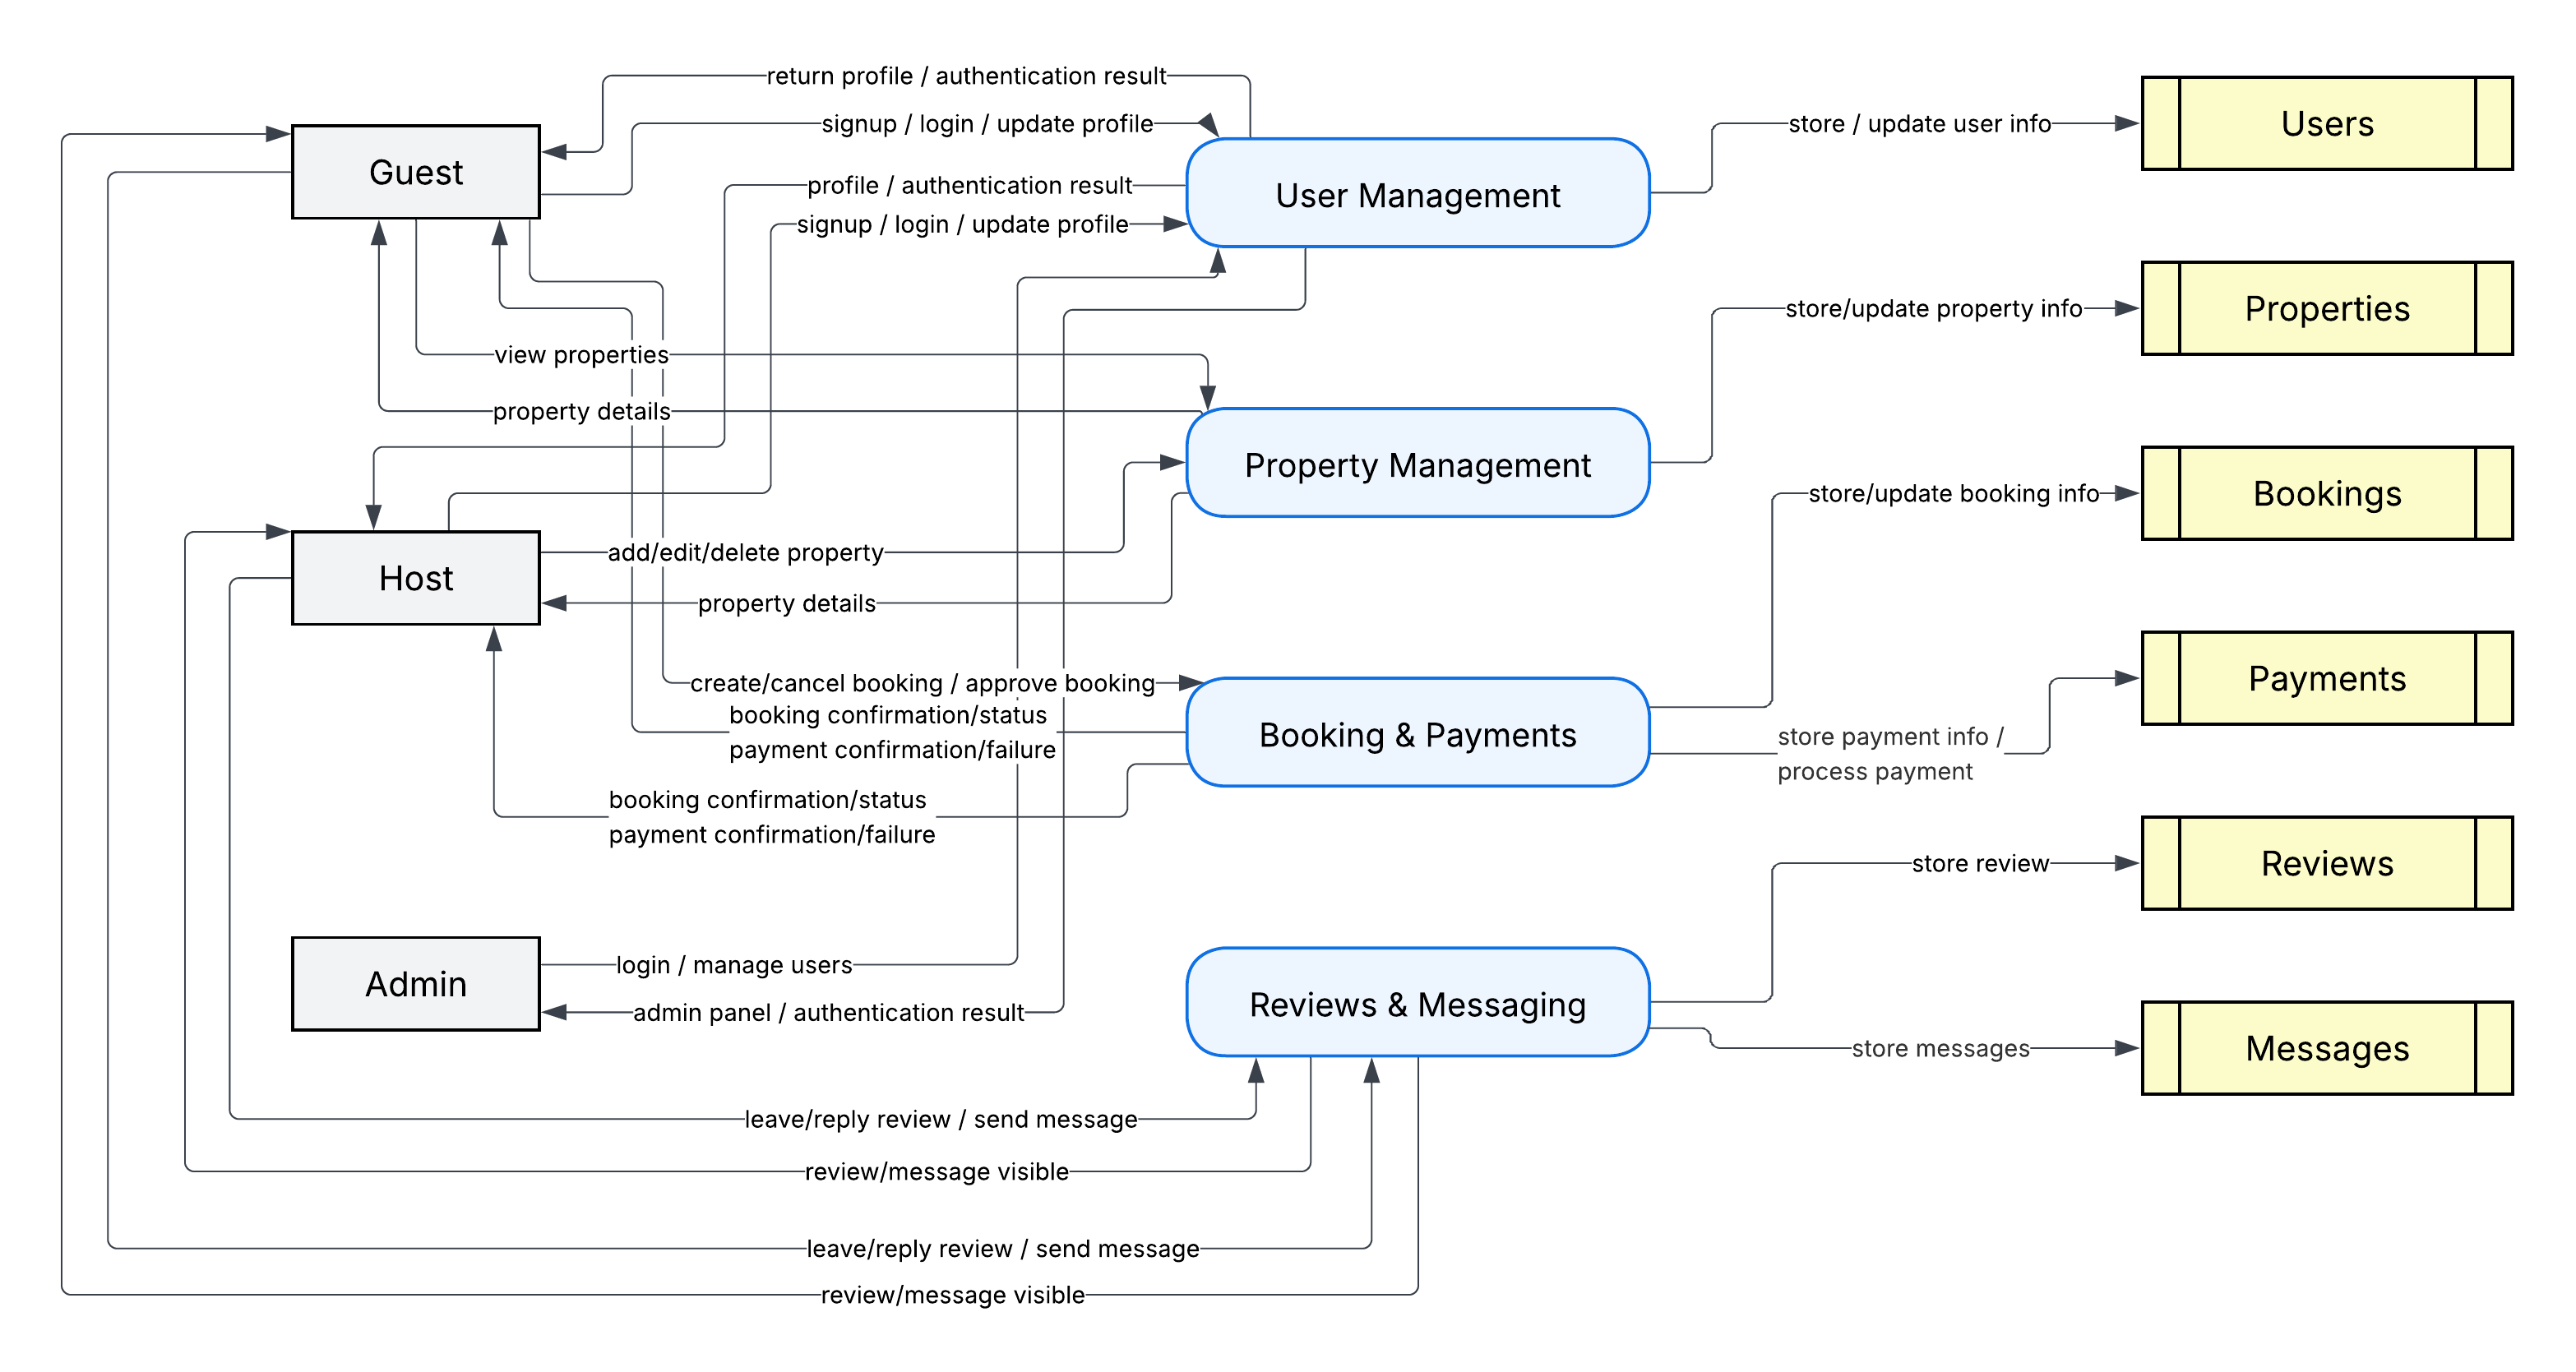 return profile / authentication result
signup / login / update profile
store / update user info
Users
Guest
profile / authentication result
User Management
signup / login / update profile
store/update property info
Properties
view properties
property details
Property Management
store/update booking info
Bookings
add/edit/delete property
Host
property details
create/cancel booking / approve booking
Payments
booking confirmation/status
payment confirmation/failure
Booking & Payments
store payment info /
process payment
booking confirmation/status
payment confirmation/failure
store review
Reviews
login / manage users
Admin
admin panel / authentication result
Reviews & Messaging
store messages
Messages
leave/reply review / send message
review/message visible
leave/reply review / send message
review/message visible